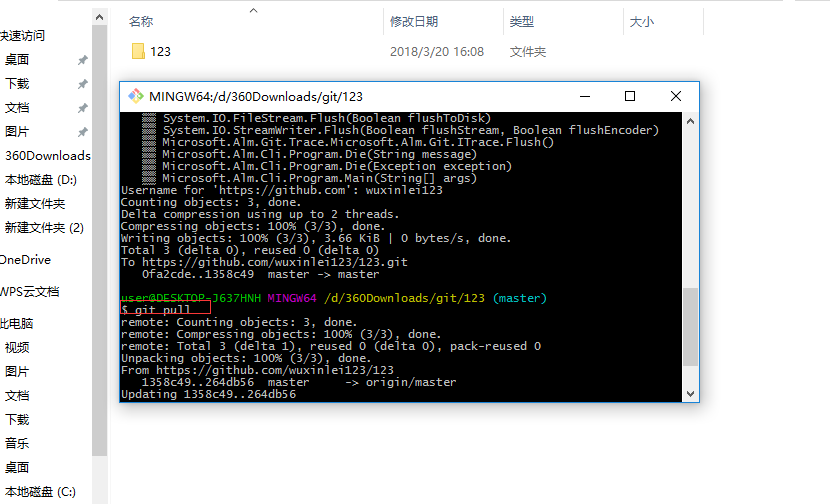 名称 修改日期 类型 大小
123 2018/3/20 16:08 文件夹
快速访问
桌面
下载
文档
图片
360Downloads
本地磁盘 (D:)
新建文件夹
新建文件夹 (2)
OneDrive
WPS云文档
此电脑
视频
图片
文档
下载
音乐
桌面
本地磁盘 (C:)
MINGW64:/d/360Downloads/git/123
System.IO.FileStream.Flush(Boolean flushToDisk)
System.IO.StreamWriter.Flush(Boolean flushStream, Boolean flushEncoder)
Microsoft.Alm.Git.Trace.Microsoft.Alm.Git.ITrace.Flush()
Microsoft.Alm.Cli.Program.Die(String message)
Microsoft.Alm.Cli.Program.Die(Exception exception)
Microsoft.Alm.Cli.Program.Main(String[] args)
Username for 'https://github.com': wuxinlei123
Counting objects: 3, done.
Delta compression using up to 2 threads.
Compressing objects: 100% (3/3), done.
Writing objects: 100% (3/3), 3.66 KiB | 0 bytes/s, done.
Total 3 (delta 0), reused 0 (delta 0)
To https://github.com/wuxinlei123/123.git
0fa2cde..1358c49 master -> master
user@DESKTOP-J637HNH MINGW64 /d/360Downloads/git/123 (master)
$ git pull
remote: Counting objects: 3, done.
remote: Compressing objects: 100% (3/3), done.
remote: Total 3 (delta 1), reused 0 (delta 0), pack-reused 0
Unpacking objects: 100% (3/3), done.
From https://github.com/wuxinlei123/123
1358c49..264db56 master -> origin/master
Updating 1358c49..264db56